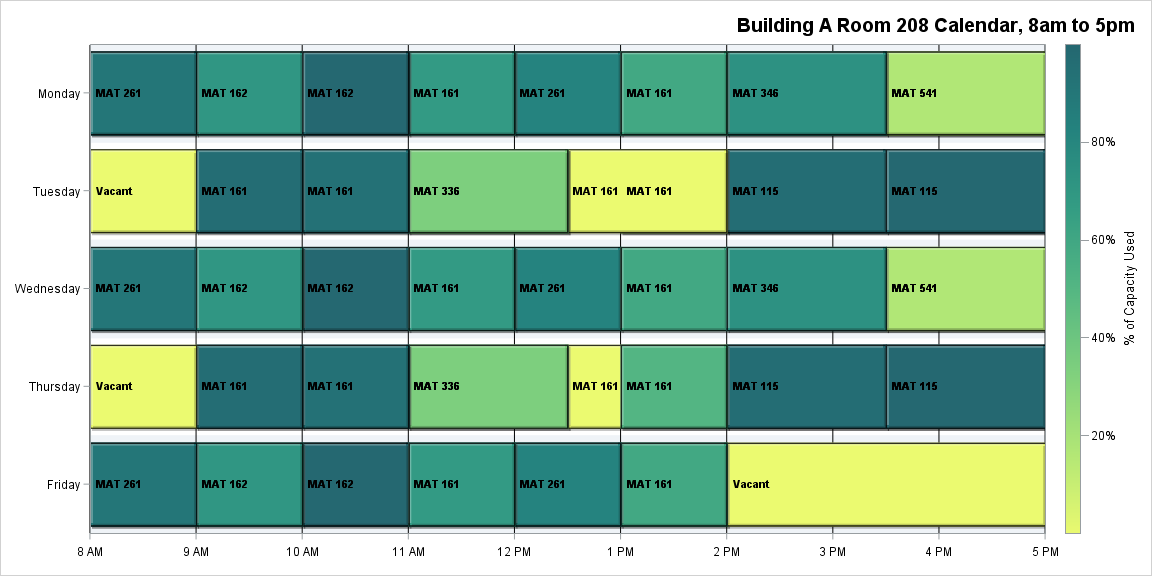 Building A Room 208 Calendar, 8am to 5pm
Monday
MAT 261 MAT 162 MAT 162 MAT 161 MAT 261 MAT 161 MAT 346 MAT 541
Tuesday
Vacant MAT 161 MAT 161 MAT 336 MAT 161 MAT 161 MAT 115 MAT 115
Wednesday
MAT 261 MAT 162 MAT 162 MAT 161 MAT 261 MAT 161 MAT 346 MAT 541
Thursday
Vacant MAT 161 MAT 161 MAT 336 MAT 161 MAT 161 MAT 115 MAT 115
Friday
MAT 261 MAT 162 MAT 162 MAT 161 MAT 261 MAT 161 Vacant
8 AM 9 AM 10 AM 11 AM 12 PM 1 PM 2 PM 3 PM 4 PM 5 PM
80%
60%
40%
20%
% of Capacity Used